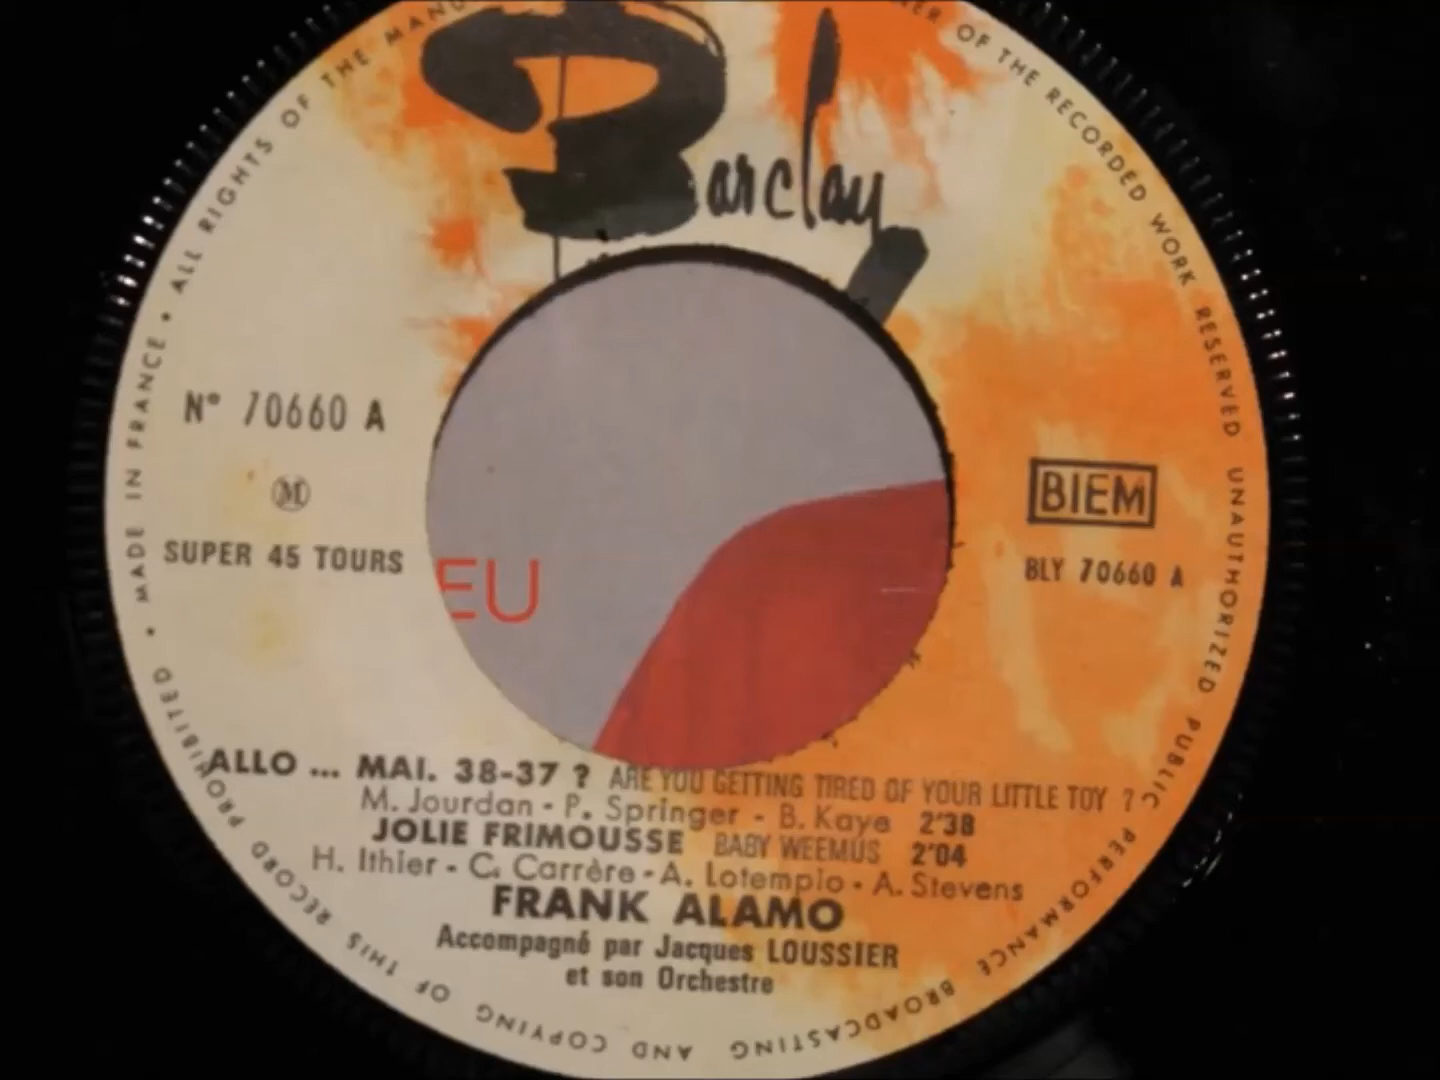 Barclay
ALL RIGHTS OF THE MANU
ER OF THE RECORDED WORK RESERVED UNAUTHORIZED PUBLIC PERFORMANCE BROADCASTING AND COPYING OF THIS RECORD PROHIBITED • MADE IN FRANCE •
N° 70660 A
M
SUPER 45 TOURS
BIEM
BLY 70660 A
EU
ALLO ... MAI. 38-37 ? ARE YOU GETTING TIRED OF YOUR LITTLE TOY ?
M. Jourdan - P. Springer - B. Kaye 2'38
JOLIE FRIMOUSSE BABY WEEMUS 2'04
H. Ithier - C. Carrère - A. Lotempio - A. Stevens
FRANK ALAMO
Accompagné par Jacques LOUSSIER
et son Orchestre